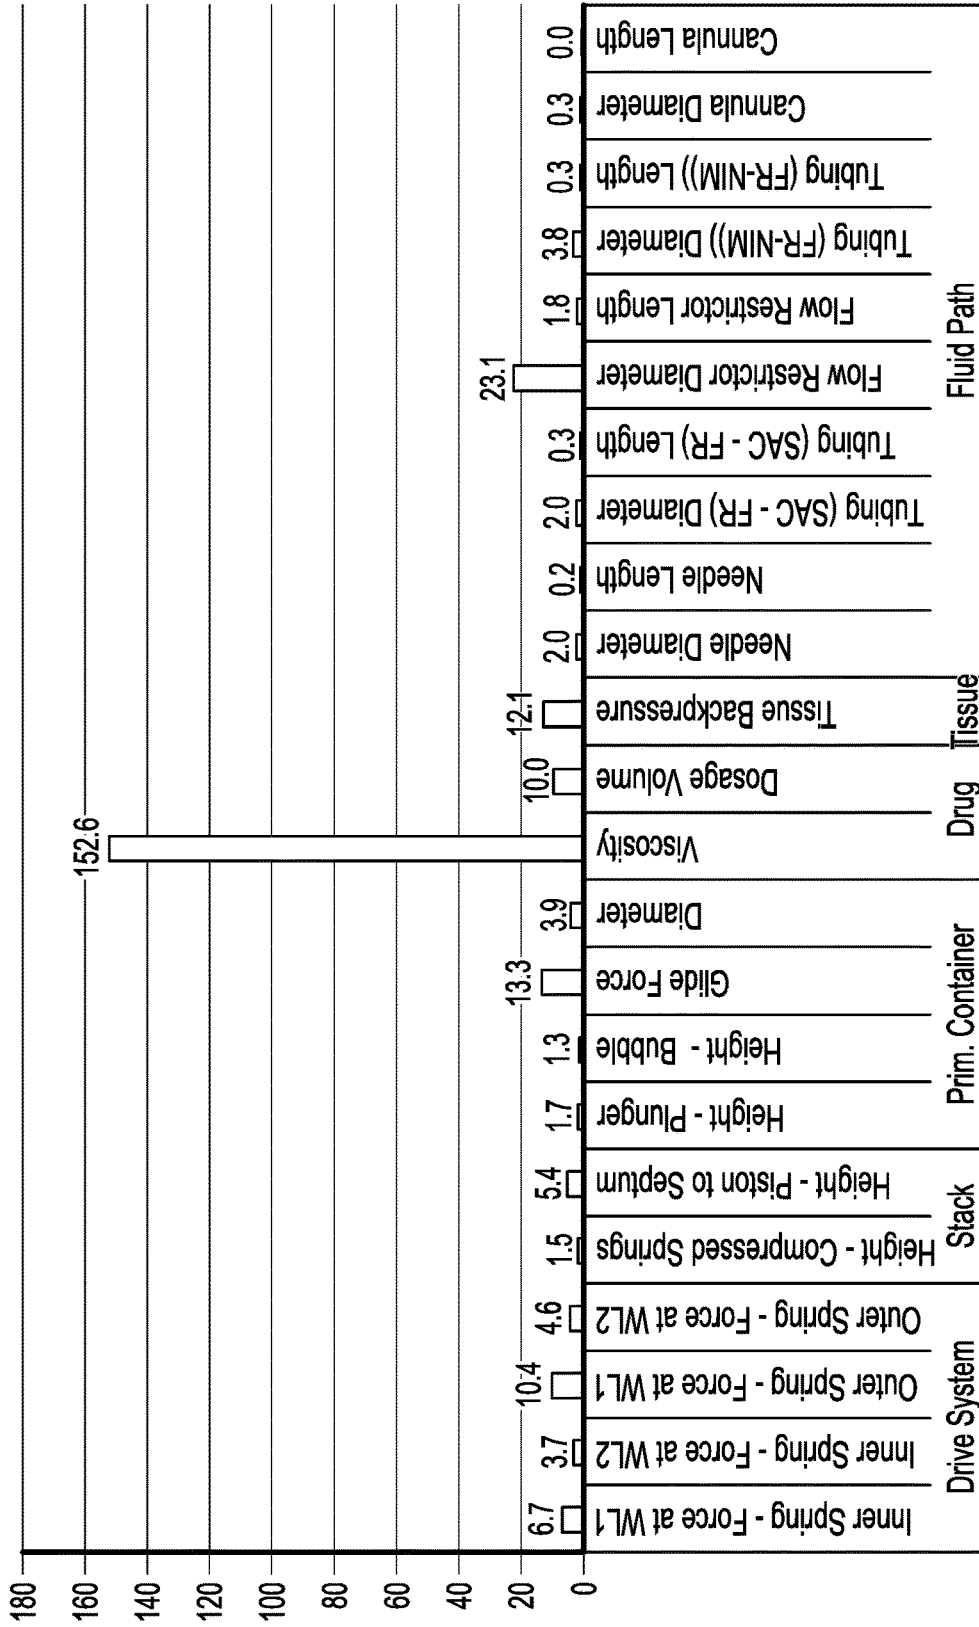 180
160
140
120
100
80
60
40
20
0
6.7
3.7
10.4
4.6
1.5
5.4
1.7
1.3
13.3
3.9
152.6
10.0
12.1
2.0
0.2
2.0
0.3
23.1
1.8
3.8
0.3
0.3
0.0
Inner Spring - Force at WL1
Inner Spring - Force at WL2
Outer Spring - Force at WL1
Outer Spring - Force at WL2
Height - Compressed Springs
Height - Piston to Septum
Height - Plunger
Height - Bubble
Glide Force
Diameter
Viscosity
Dosage Volume
Tissue Backpressure
Needle Diameter
Needle Length
Tubing (SAC - FR) Diameter
Tubing (SAC - FR) Length
Flow Restrictor Diameter
Flow Restrictor Length
Tubing (FR-NIM)) Diameter
Tubing (FR-NIM)) Length
Cannula Diameter
Cannula Length
Drive System
Stack
Prim. Container
Drug
Tissue
Fluid Path